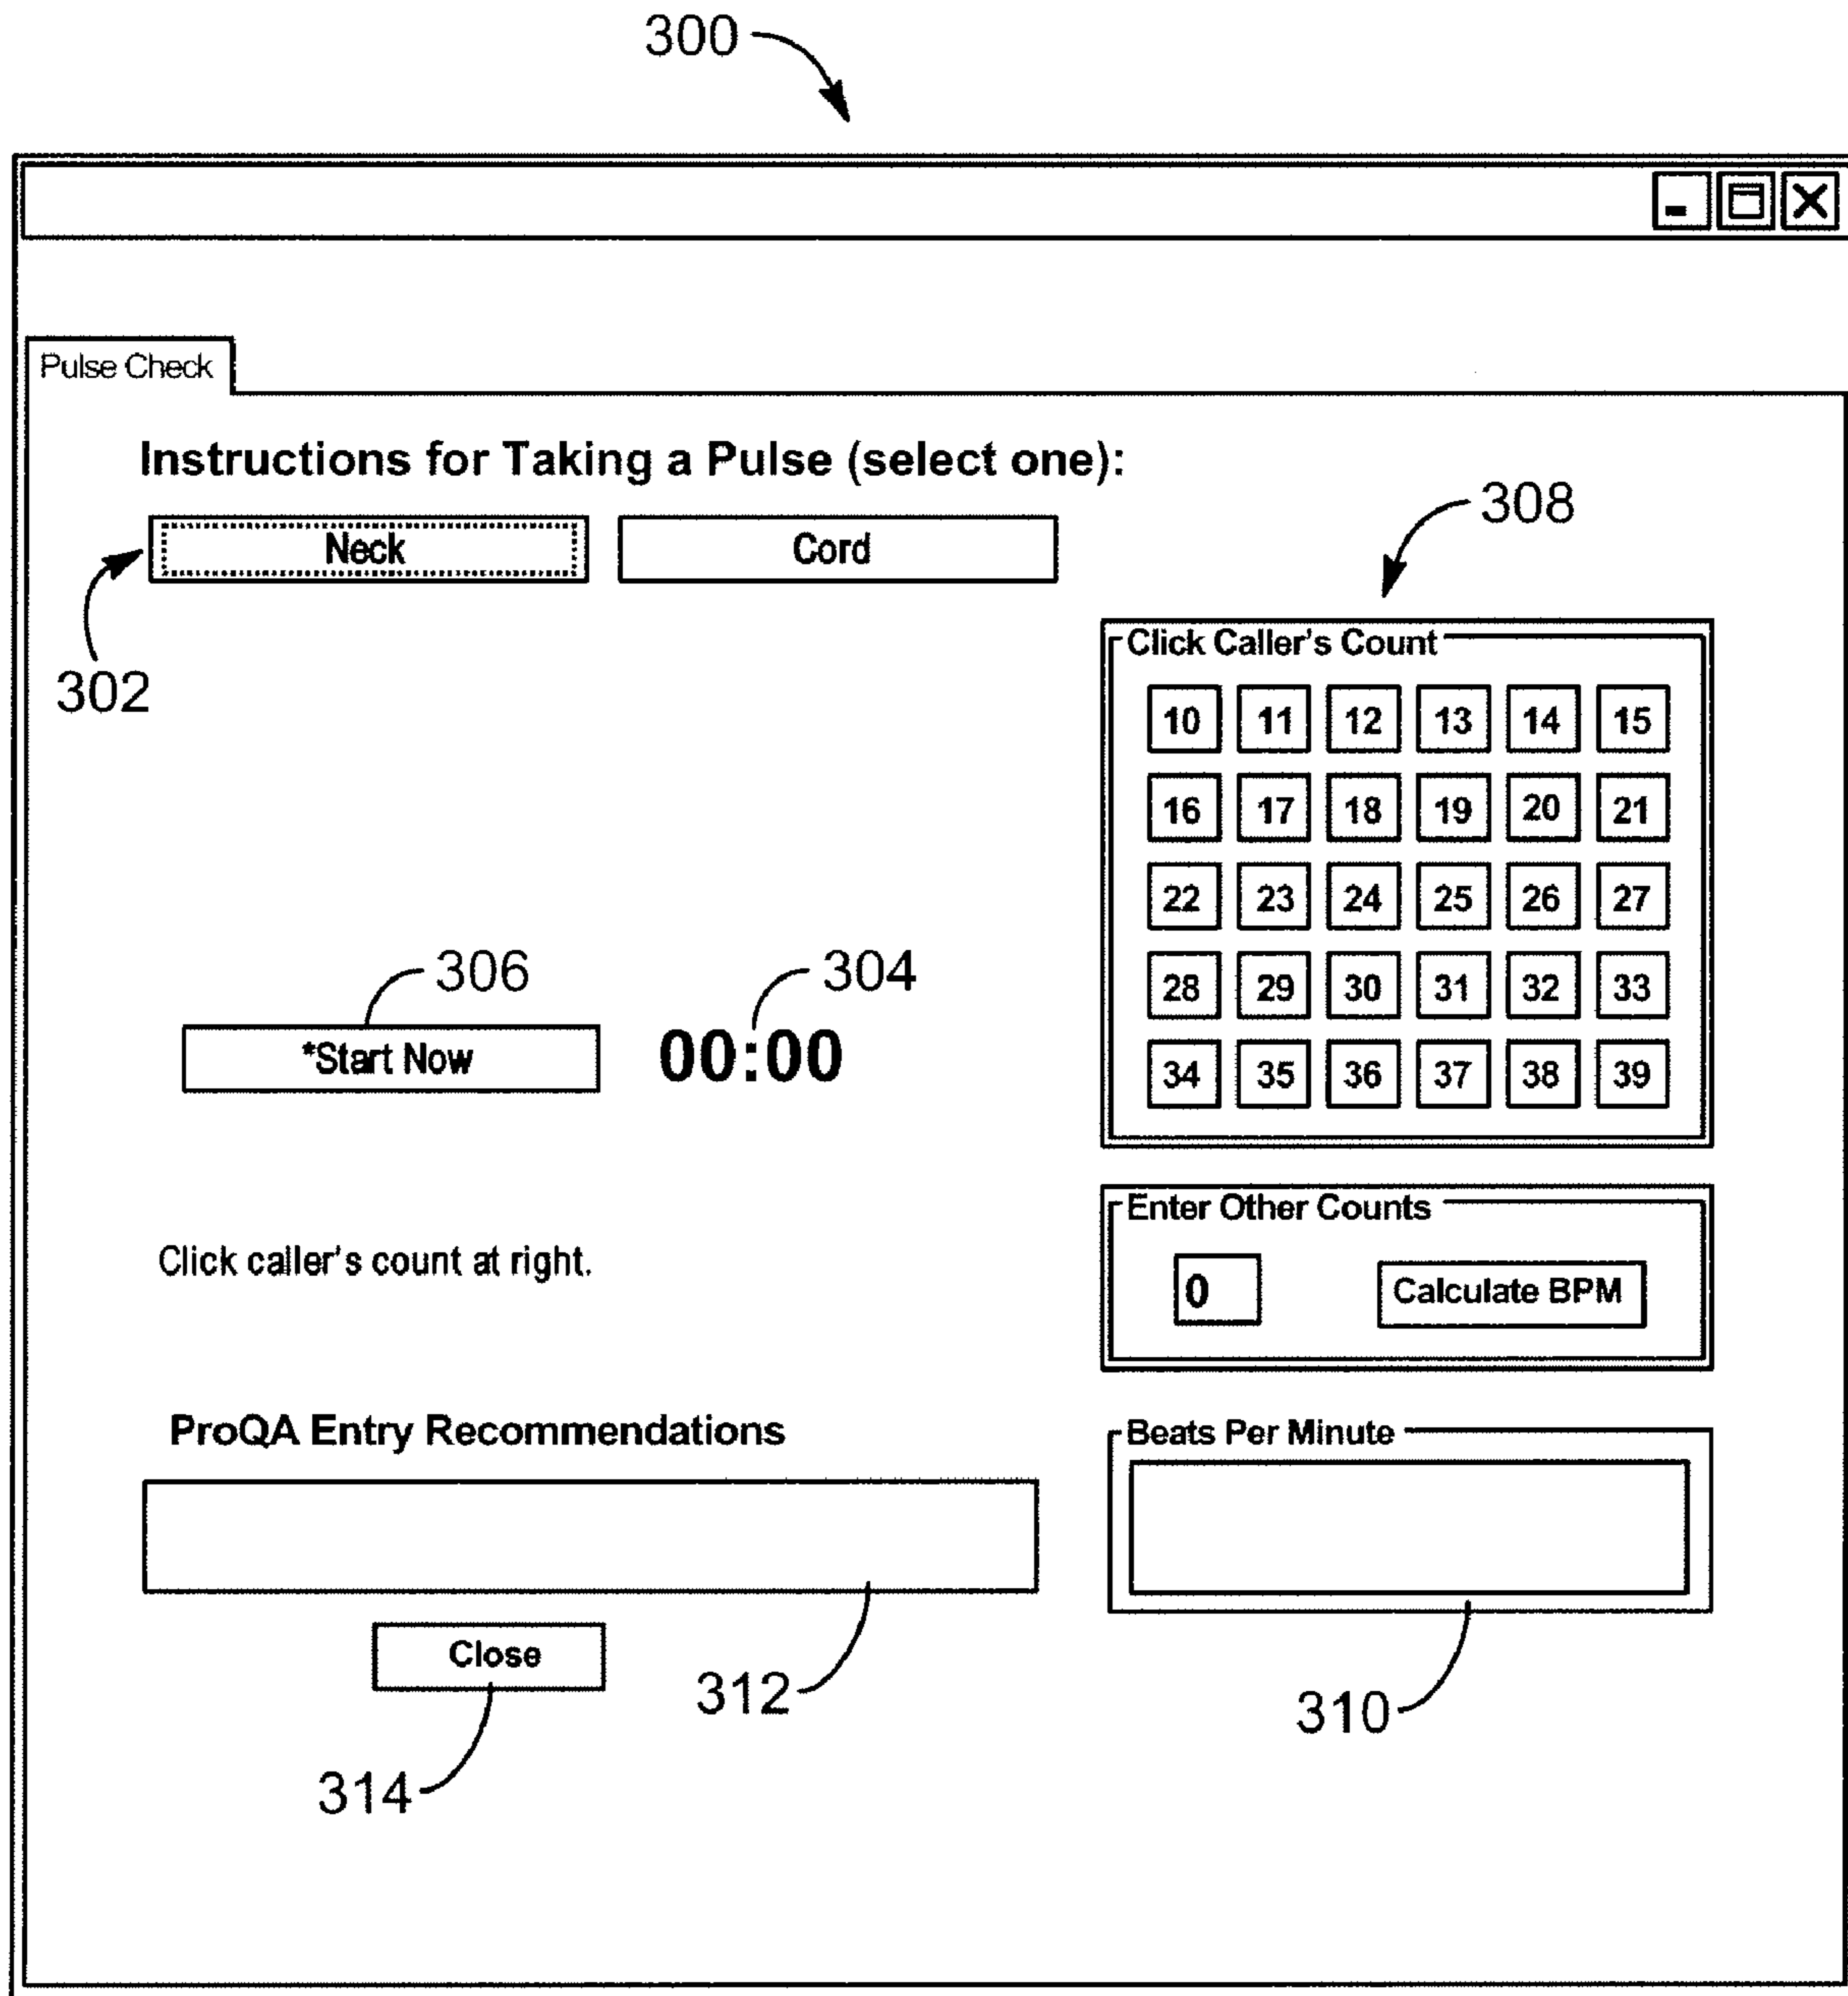 300
Pulse Check
Instructions for Taking a Pulse (select one):
Neck Cord
302
308
Click Caller's Count
10 11 12 13 14 15
16 17 18 19 20 21
22 23 24 25 26 27
28 29 30 31 32 33
34 35 36 37 38 39
306 304
*Start Now 00:00
Enter Other Counts
0 Calculate BPM
Click caller's count at right.
ProQA Entry Recommendations
Beats Per Minute
Close
312
310
314